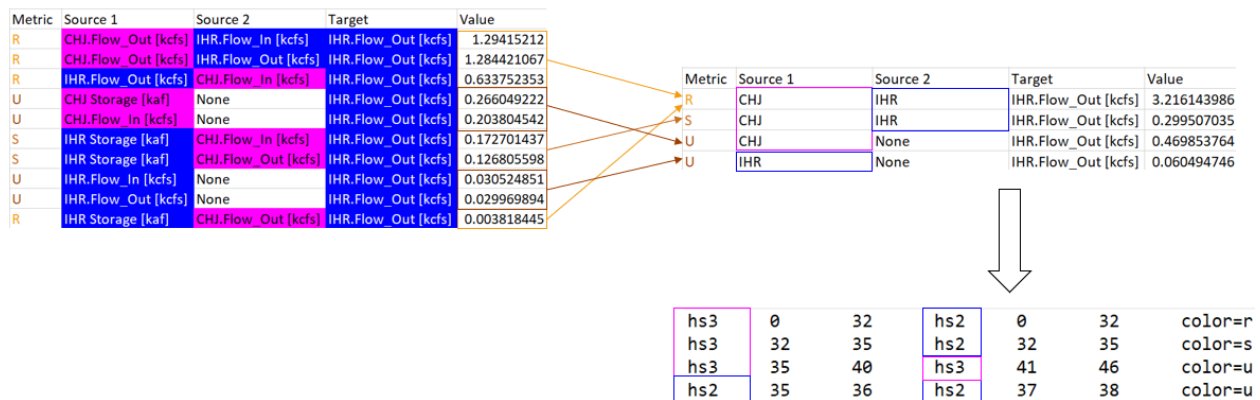 Metric Source 1 Source 2 Target Value
R CHJ.Flow_Out [kcfs] IHR.Flow_In [kcfs] IHR.Flow_Out [kcfs] 1.29415212
R CHJ.Flow_Out [kcfs] IHR.Flow_Out [kcfs] IHR.Flow_Out [kcfs] 1.284421067
R IHR.Flow_Out [kcfs] CHJ.Flow_In [kcfs] IHR.Flow_Out [kcfs] 0.633752353
U CHJ Storage [kaf] None IHR.Flow_Out [kcfs] 0.266049222
U CHJ.Flow_In [kcfs] None IHR.Flow_Out [kcfs] 0.203804542
S IHR Storage [kaf] CHJ.Flow_In [kcfs] IHR.Flow_Out [kcfs] 0.172701437
S IHR Storage [kaf] CHJ.Flow_Out [kcfs] IHR.Flow_Out [kcfs] 0.126805598
U IHR.Flow_In [kcfs] None IHR.Flow_Out [kcfs] 0.030524851
U IHR.Flow_Out [kcfs] None IHR.Flow_Out [kcfs] 0.029969894
R IHR Storage [kaf] CHJ.Flow_Out [kcfs] IHR.Flow_Out [kcfs] 0.003818445
Metric Source 1 Source 2 Target Value
R CHJ IHR IHR.Flow_Out [kcfs] 3.216143986
S CHJ IHR IHR.Flow_Out [kcfs] 0.299507035
U CHJ None IHR.Flow_Out [kcfs] 0.469853764
U IHR None IHR.Flow_Out [kcfs] 0.060494746
hs3 0 32 hs2 0 32 color=r
hs3 32 35 hs2 32 35 color=s
hs3 35 40 hs3 41 46 color=u
hs2 35 36 hs2 37 38 color=u